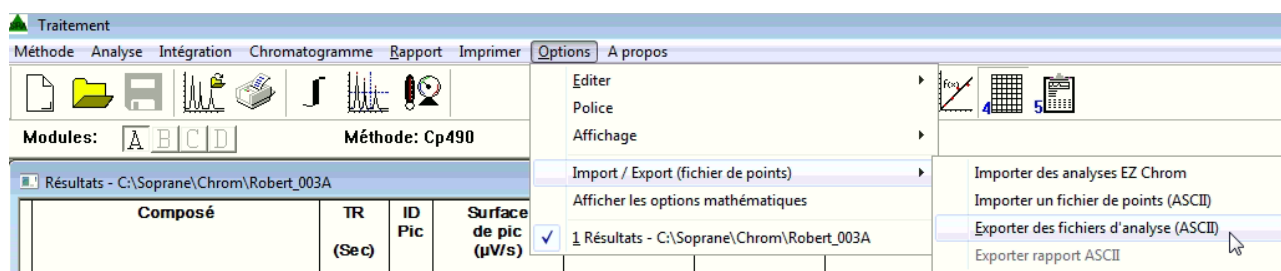 Traitement
Méthode Analyse Intégration Chromatogramme Rapport Imprimer Options A propos
Editer
Police
Affichage
Import / Export (fichier de points)
Afficher les options mathématiques
1 Résultats - C:\Soprane\Chrom\Robert_003A
Importer des analyses EZ Chrom
Importer un fichier de points (ASCII)
Exporter des fichiers d'analyse (ASCII)
Exporter rapport ASCII
f(x)
4
5
Modules: A B C D Méthode: Cp490
Résultats - C:\Soprane\Chrom\Robert_003A
Composé TR ID Surface
Pic de pic
(Sec) (µV/s)